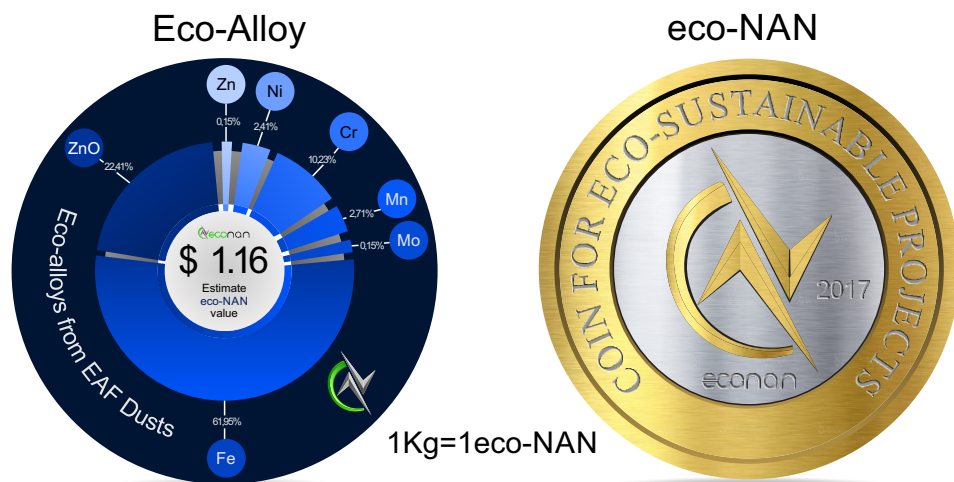 Eco-Alloy
eco-NAN
Zn
Ni
Cr
Mn
Mo
ZnO
Fe
0,15%
2,41%
10,23%
2,71%
0,15%
22,41%
61,95%
econan
$ 1.16
Estimate
eco-NAN
value
Eco-alloys from EAF Dusts
1Kg=1eco-NAN
COIN FOR ECO-SUSTAINABLE PROJECTS
2017
econan